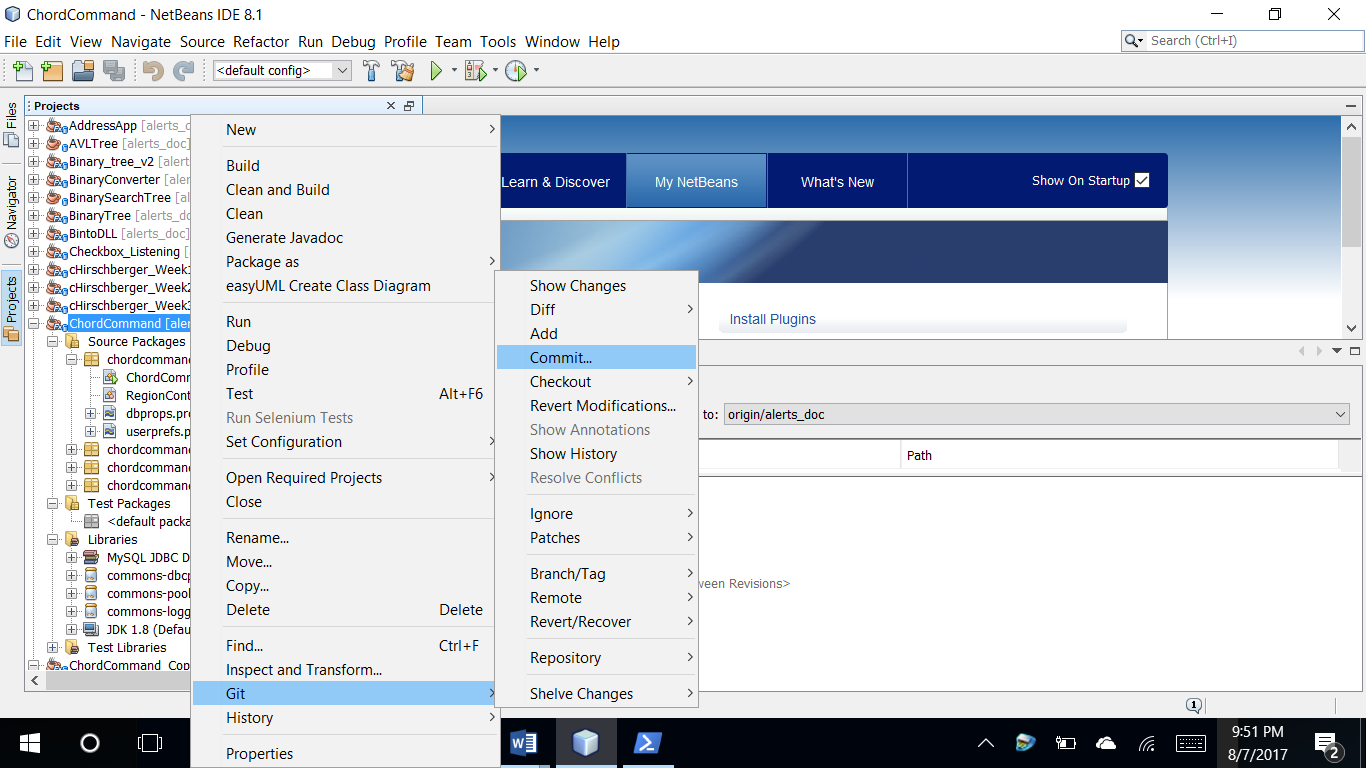 ChordCommand - NetBeans IDE 8.1
File Edit View Navigate Source Refactor Run Debug Profile Team Tools Window Help
Search (Ctrl+I)
<default config>
Files
Navigator
Projects
Projects
AddressApp [alerts_d
AVLTree [alerts_doc]
Binary_tree_v2 [alerts
BinaryConverter [aler
BinarySearchTree [ale
BinaryTree [alerts_do
BintoDLL [alerts_doc]
Checkbox_Listening [
cHirschberger_Week1
cHirschberger_Week2
cHirschberger_Week3
ChordCommand [aler
Source Packages
chordcommand
ChordComm
RegionCont
dbprops.pro
userprefs.p
chordcomman
chordcomman
chordcomman
Test Packages
<default packa
Libraries
MySQL JDBC D
commons-dbcp
commons-pool
commons-logg
JDK 1.8 (Defau
Test Libraries
ChordCommand_Cop
New
Build
Clean and Build
Clean
Generate Javadoc
Package as
easyUML Create Class Diagram
Run
Debug
Profile
Test Alt+F6
Run Selenium Tests
Set Configuration
Open Required Projects
Close
Rename...
Move...
Copy...
Delete Delete
Find... Ctrl+F
Inspect and Transform...
Git
History
Properties
Show Changes
Diff
Add
Commit...
Checkout
Revert Modifications...
Show Annotations
Show History
Resolve Conflicts
Ignore
Patches
Branch/Tag
Remote
Revert/Recover
Repository
Shelve Changes
Learn & Discover
My NetBeans
What's New
Show On Startup
Install Plugins
to: origin/alerts_doc
Path
ween Revisions>
1
9:51 PM
8/7/2017
2